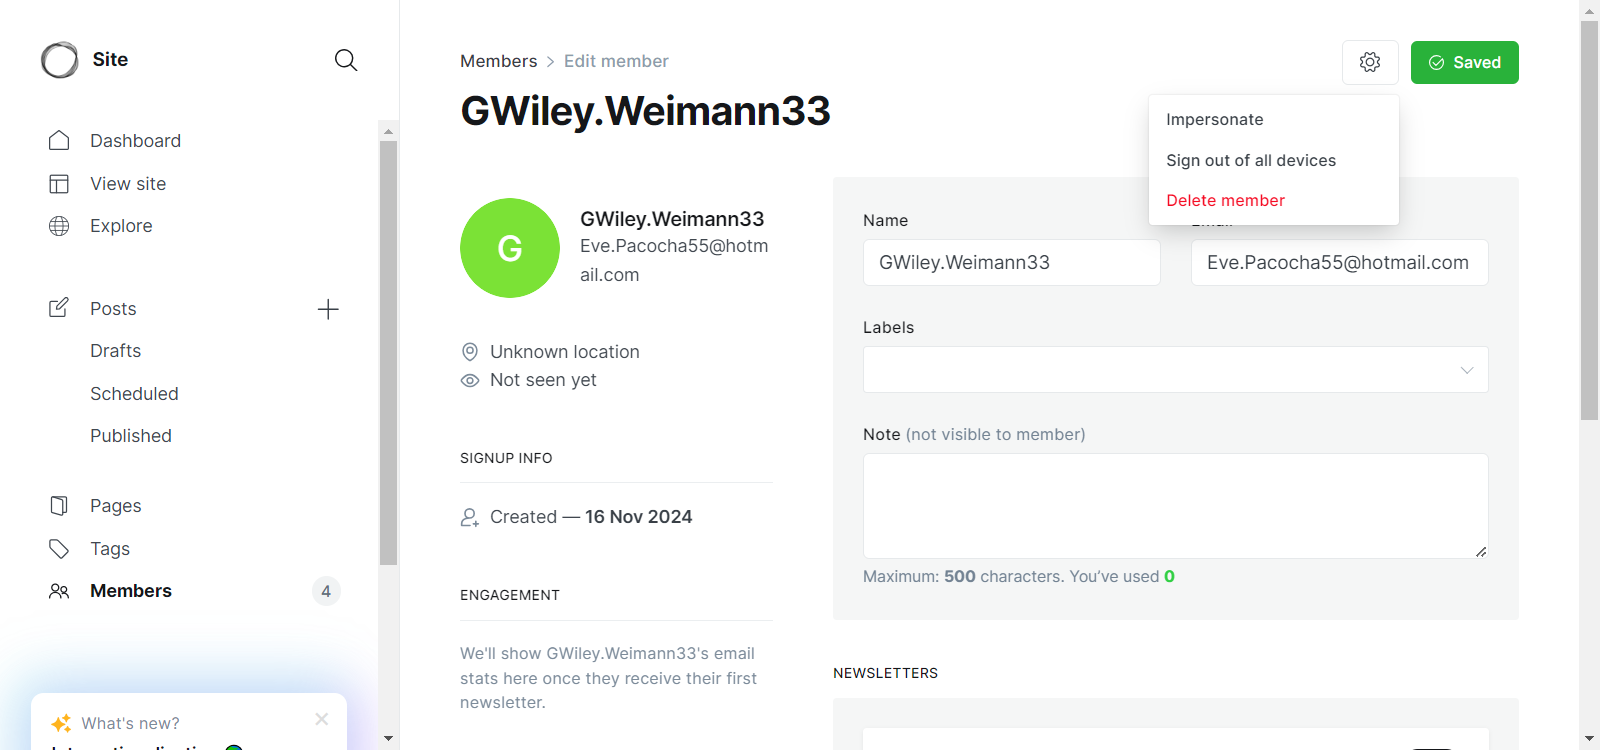 Site
Dashboard
View site
Explore
Posts
Drafts
Scheduled
Published
Pages
Tags
Members
4
What's new?
Members > Edit member
Saved
GWiley.Weimann33
Impersonate
Sign out of all devices
Delete member
G
GWiley.Weimann33
Eve.Pacocha55@hotm
ail.com
Unknown location
Not seen yet
SIGNUP INFO
Created — 16 Nov 2024
ENGAGEMENT
We'll show GWiley.Weimann33's email
stats here once they receive their first
newsletter.
Name
GWiley.Weimann33
Eve.Pacocha55@hotmail.com
Labels
Note (not visible to member)
Maximum: 500 characters. You’ve used 0
NEWSLETTERS